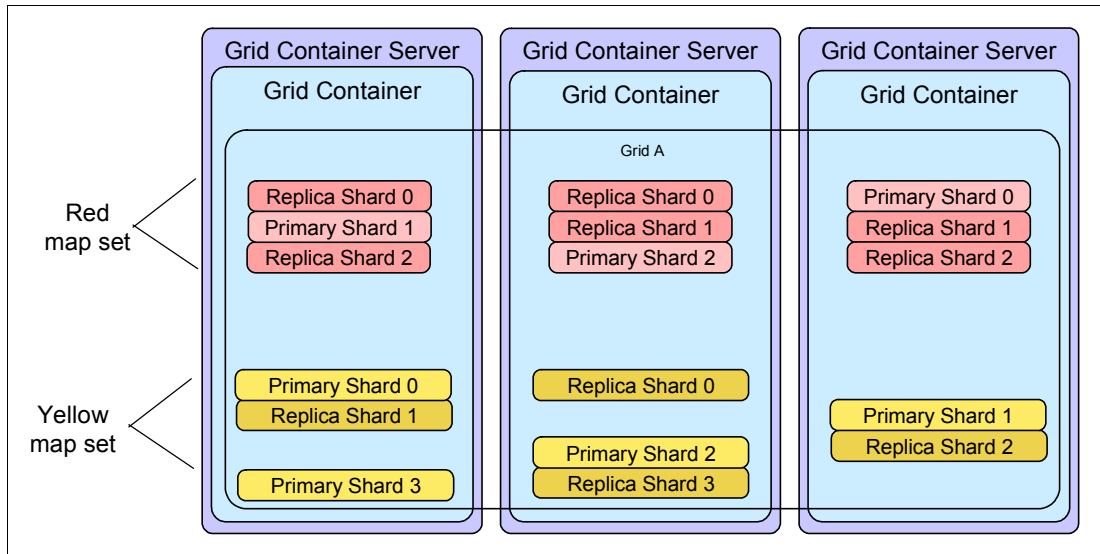 Grid Container Server
Grid Container
Grid Container Server
Grid Container
Grid Container Server
Grid Container
Grid A
Red
map set
Replica Shard 0
Primary Shard 1
Replica Shard 2
Replica Shard 0
Replica Shard 1
Primary Shard 2
Primary Shard 0
Replica Shard 1
Replica Shard 2
Yellow
map set
Primary Shard 0
Replica Shard 1
Primary Shard 3
Replica Shard 0
Primary Shard 2
Replica Shard 3
Primary Shard 1
Replica Shard 2